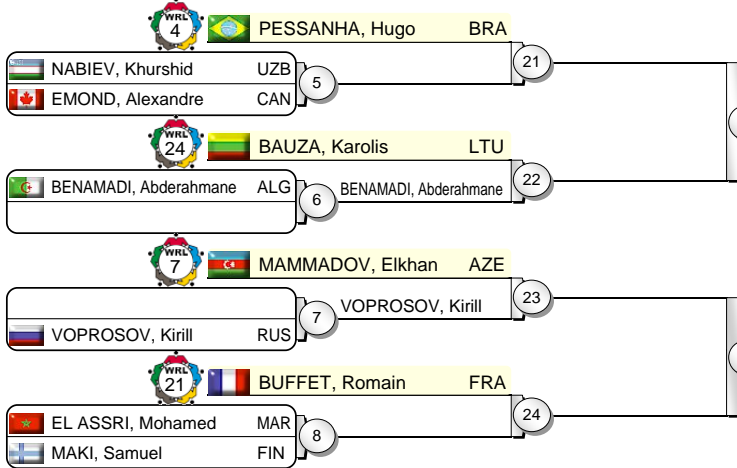 WRL
4
PESSANHA, Hugo BRA
21
NABIEV, Khurshid UZB
5
EMOND, Alexandre CAN
WRL
24
BAUZA, Karolis LTU
22
BENAMADI, Abderahmane ALG
6
BENAMADI, Abderahmane
WRL
7
MAMMADOV, Elkhan AZE
23
7
VOPROSOV, Kirill
VOPROSOV, Kirill RUS
WRL
21
BUFFET, Romain FRA
24
EL ASSRI, Mohamed MAR
8
MAKI, Samuel FIN